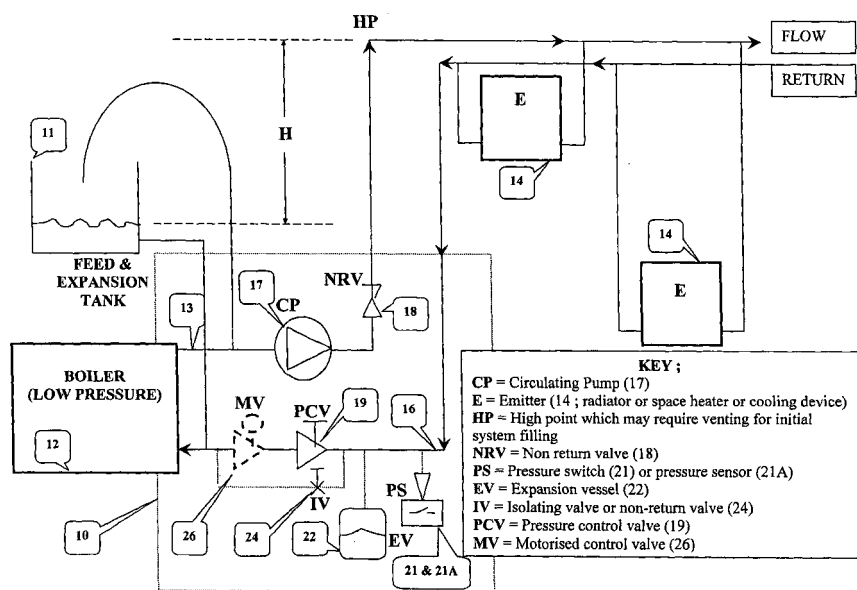 HP
FLOW
RETURN
11
H
E
14
14
E
FEED &
EXPANSION
TANK
17
CP
NRV
18
13
BOILER
(LOW PRESSURE)
12
MV
PCV
19
16
IV
PS
EV
10
26
24
22
21 & 21A
KEY ;
CP = Circulating Pump (17)
E = Emitter (14 ; radiator or space heater or cooling device)
HP = High point which may require venting for initial
system filling
NRV = Non return valve (18)
PS = Pressure switch (21) or pressure sensor (21A)
EV = Expansion vessel (22)
IV = Isolating valve or non-return valve (24)
PCV = Pressure control valve (19)
MV = Motorised control valve (26)